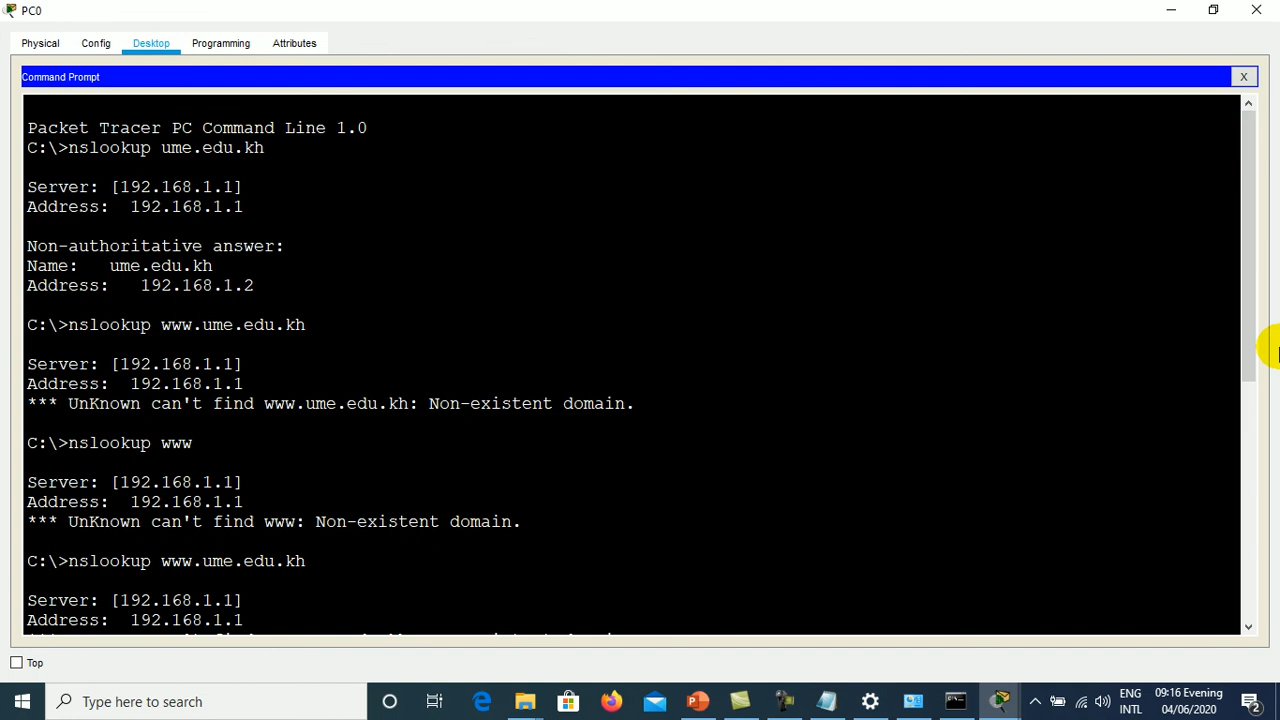 PC0
Physical Config Desktop Programming Attributes
Command Prompt
X
Packet Tracer PC Command Line 1.0
C:\>nslookup ume.edu.kh
Server: [192.168.1.1]
Address:  192.168.1.1
Non-authoritative answer:
Name:   ume.edu.kh
Address:   192.168.1.2
C:\>nslookup www.ume.edu.kh
Server: [192.168.1.1]
Address:  192.168.1.1
*** UnKnown can't find www.ume.edu.kh: Non-existent domain.
C:\>nslookup www
Server: [192.168.1.1]
Address:  192.168.1.1
*** UnKnown can't find www: Non-existent domain.
C:\>nslookup www.ume.edu.kh
Server: [192.168.1.1]
Address:  192.168.1.1
Top
Type here to search
ENG
INTL
09:16 Evening
04/06/2020
2